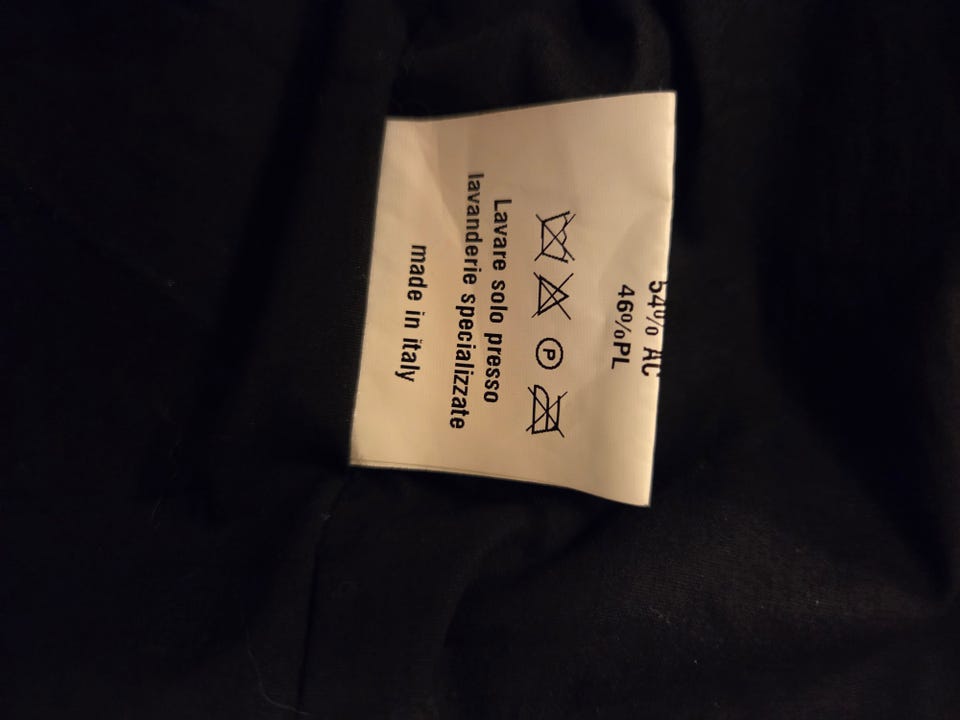 54% AC
46%PL
P
Lavare solo presso
lavanderie specializzate
made in italy